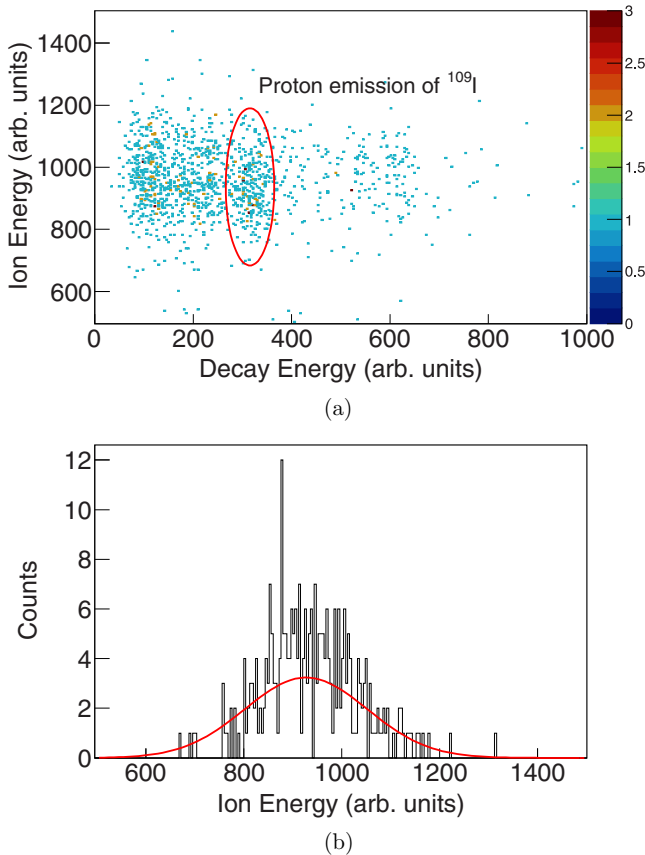 Ion Energy (arb. units)
1400
1200
1000
800
600
Proton emission of ¹⁰⁹I
3
2.5
2
1.5
1
0.5
0
0 200 400 600 800 1000
Decay Energy (arb. units)
(a)
Counts
12
10
8
6
4
2
0
600 800 1000 1200 1400
Ion Energy (arb. units)
(b)